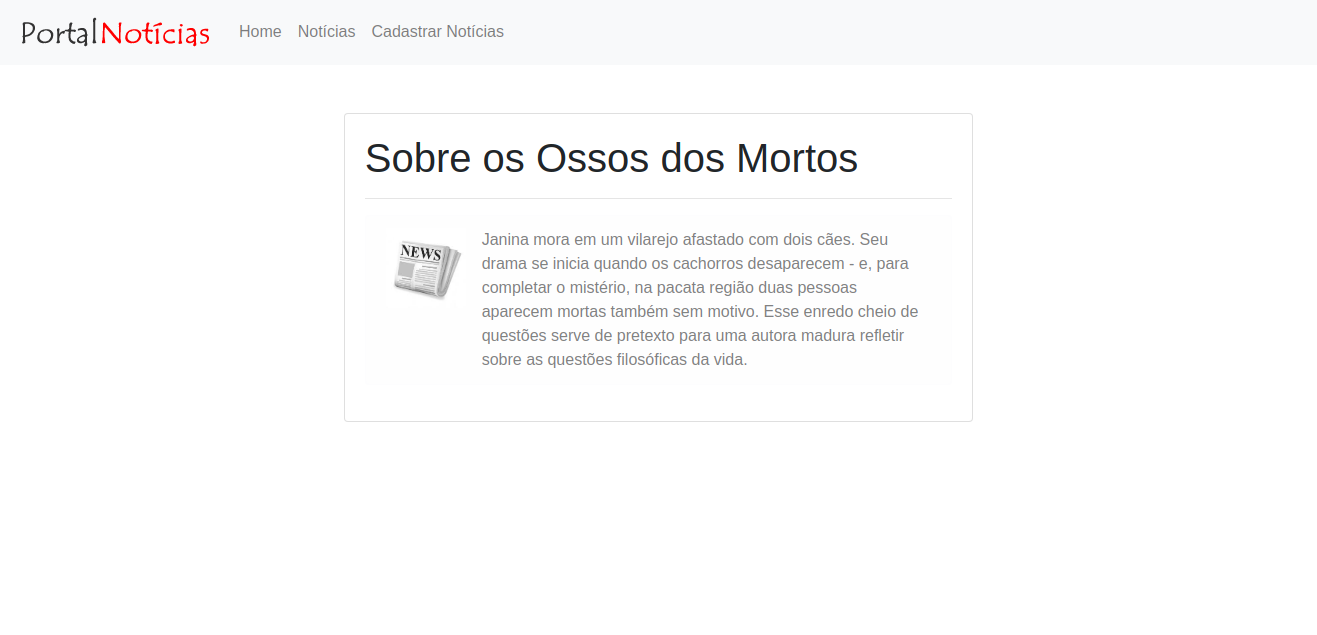 PortalNotícias Home Notícias Cadastrar Notícias
Sobre os Ossos dos Mortos
NEWS
Janina mora em um vilarejo afastado com dois cães. Seu
drama se inicia quando os cachorros desaparecem - e, para
completar o mistério, na pacata região duas pessoas
aparecem mortas também sem motivo. Esse enredo cheio de
questões serve de pretexto para uma autora madura refletir
sobre as questões filosóficas da vida.